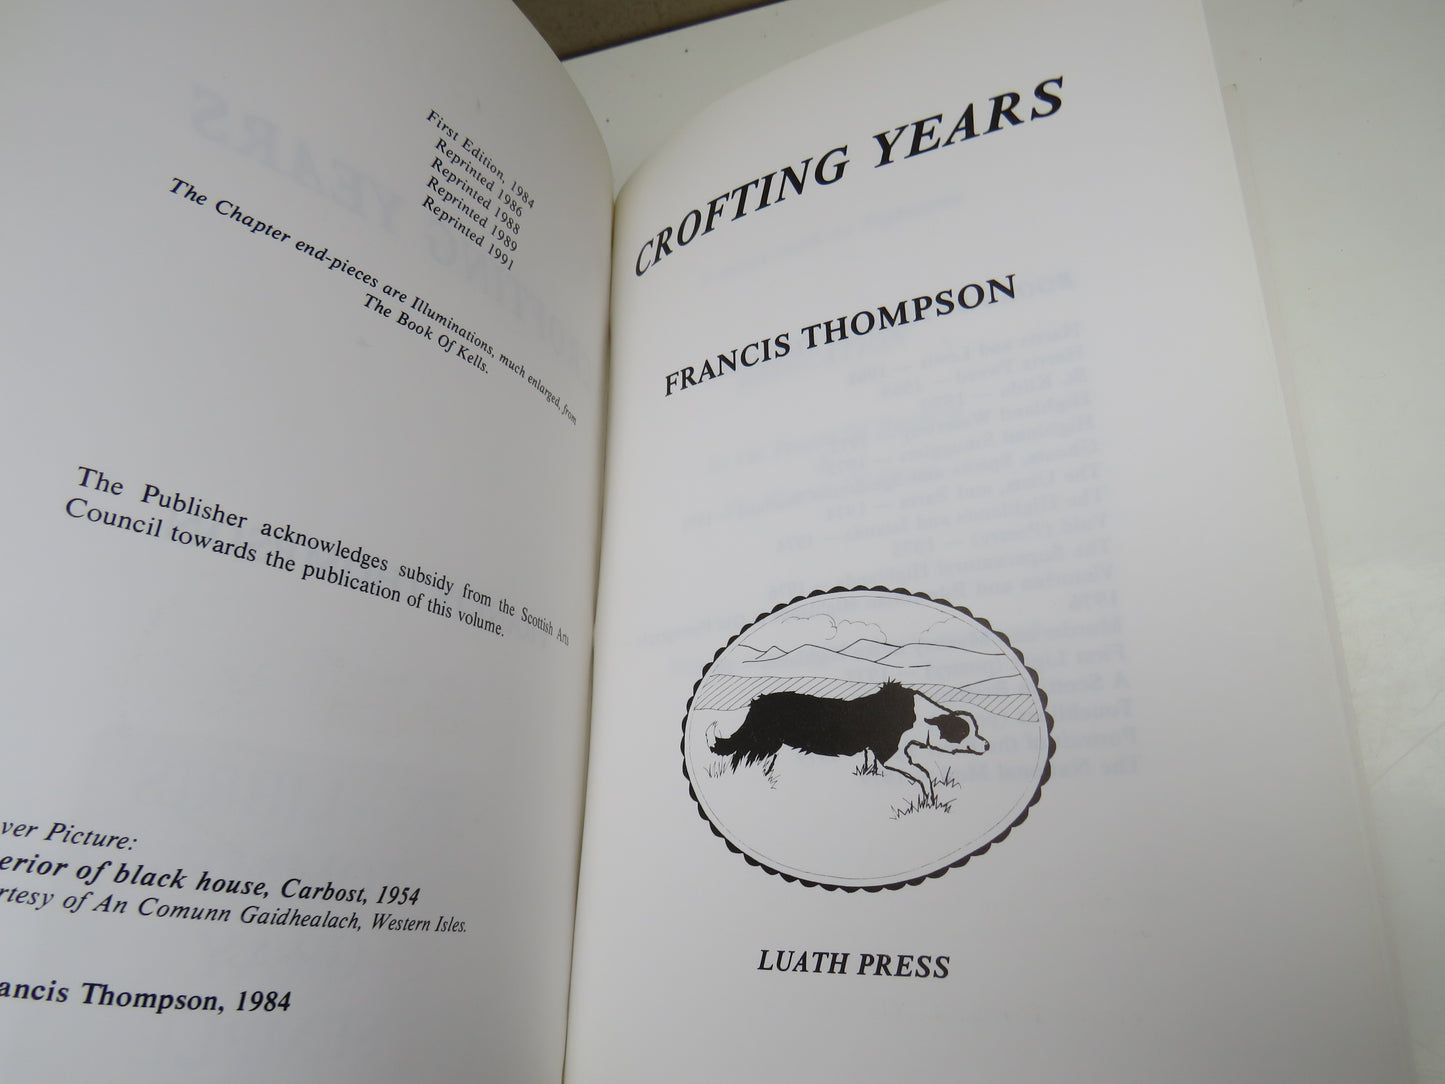 First Edition, 1984
Reprinted 1986
Reprinted 1988
Reprinted 1989
Reprinted 1991
The Chapter end-pieces are Illuminations, much enlarged, from
The Book Of Kells.
The Publisher acknowledges subsidy from the Scottish Arts
Council towards the publication of this volume.
ver Picture:
erior of black house, Carbost, 1954
rtesy of An Comunn Gaidhealach, Western Isles.
ancis Thompson, 1984
CROFTING YEARS
FRANCIS THOMPSON
LUATH PRESS